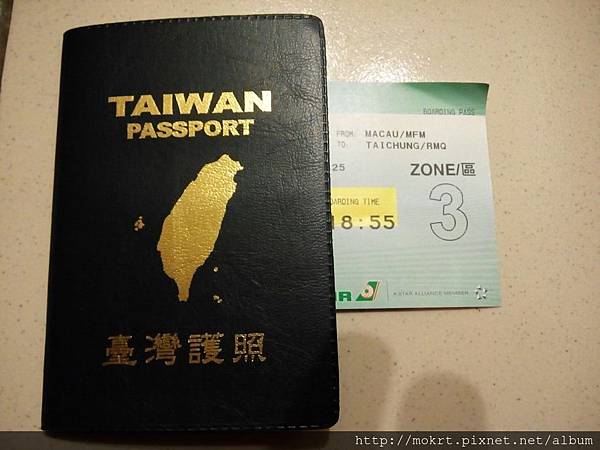 TAIWAN
PASSPORT
臺灣護照
BOARDING PASS
FROM: MACAU/MFM
TO: TAICHUNG/RMQ
25
ZONE/區
3
BOARDING TIME
18:55
A STAR ALLIANCE MEMBER
http://mokrt.pixnet.net/album